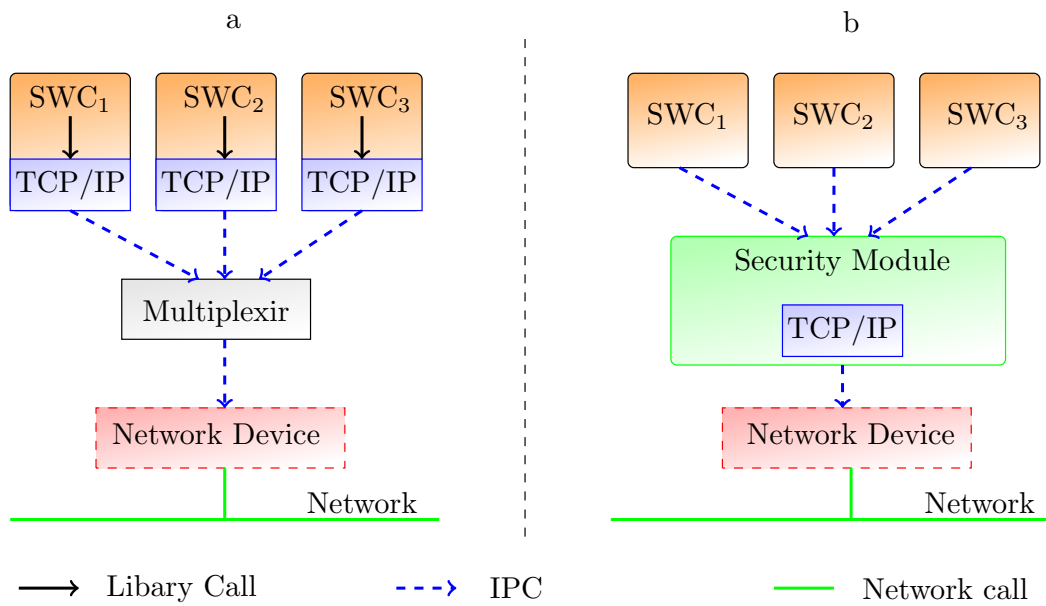 a
b
SWC₁ SWC₂ SWC₃
TCP/IP TCP/IP TCP/IP
Multiplexir
Network Device
Network
SWC₁ SWC₂ SWC₃
Security Module
TCP/IP
Network Device
Network
Libary Call
IPC
Network call